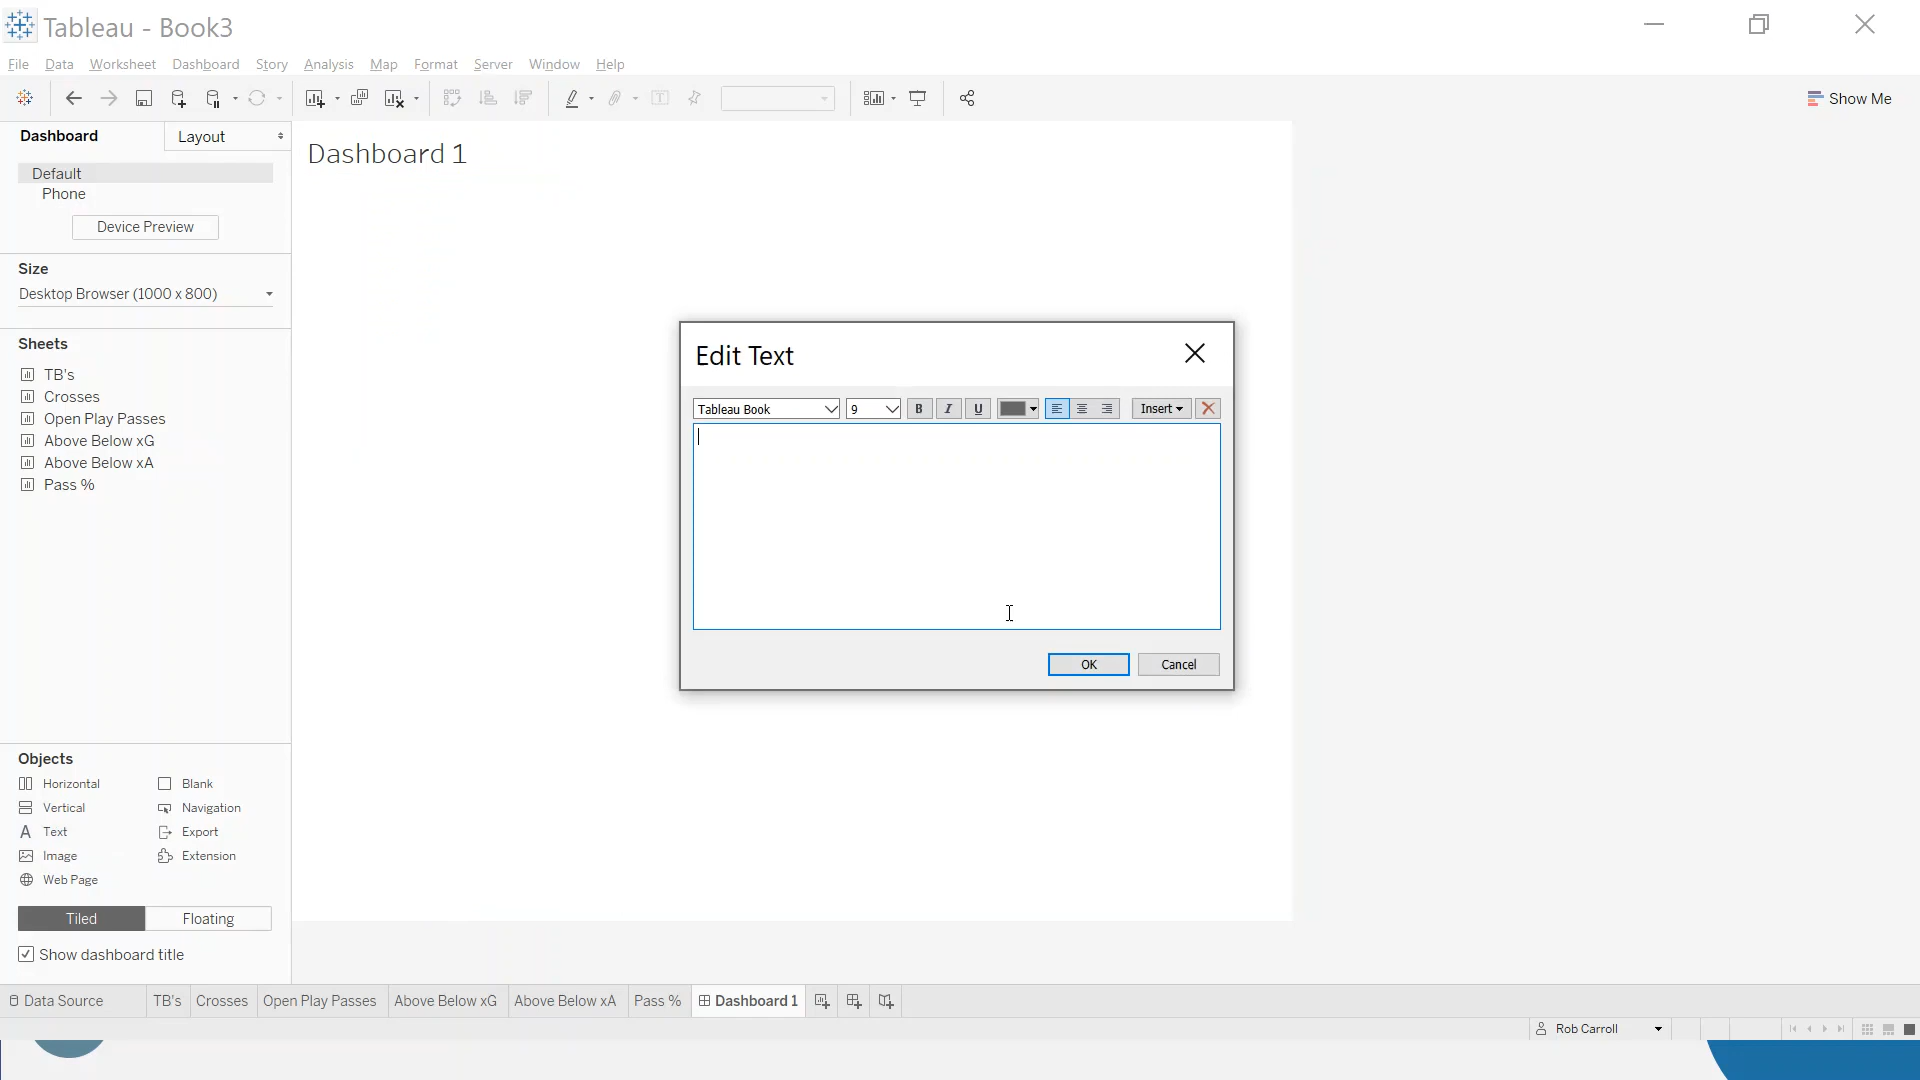 Tableau - Book3
File Data Worksheet Dashboard Story Analysis Map Format Server Window Help
Show Me
Dashboard Layout
Default
Phone
Device Preview
Size
Desktop Browser (1000 x 800)
Sheets
TB's
Crosses
Open Play Passes
Above Below xG
Above Below xA
Pass %
Objects
Horizontal Blank
Vertical Navigation
Text Export
Image Extension
Web Page
Tiled Floating
Show dashboard title
Dashboard 1
Edit Text
Tableau Book 9 B I U Insert
OK Cancel
Data Source TB's Crosses Open Play Passes Above Below xG Above Below xA Pass % Dashboard 1
Rob Carroll